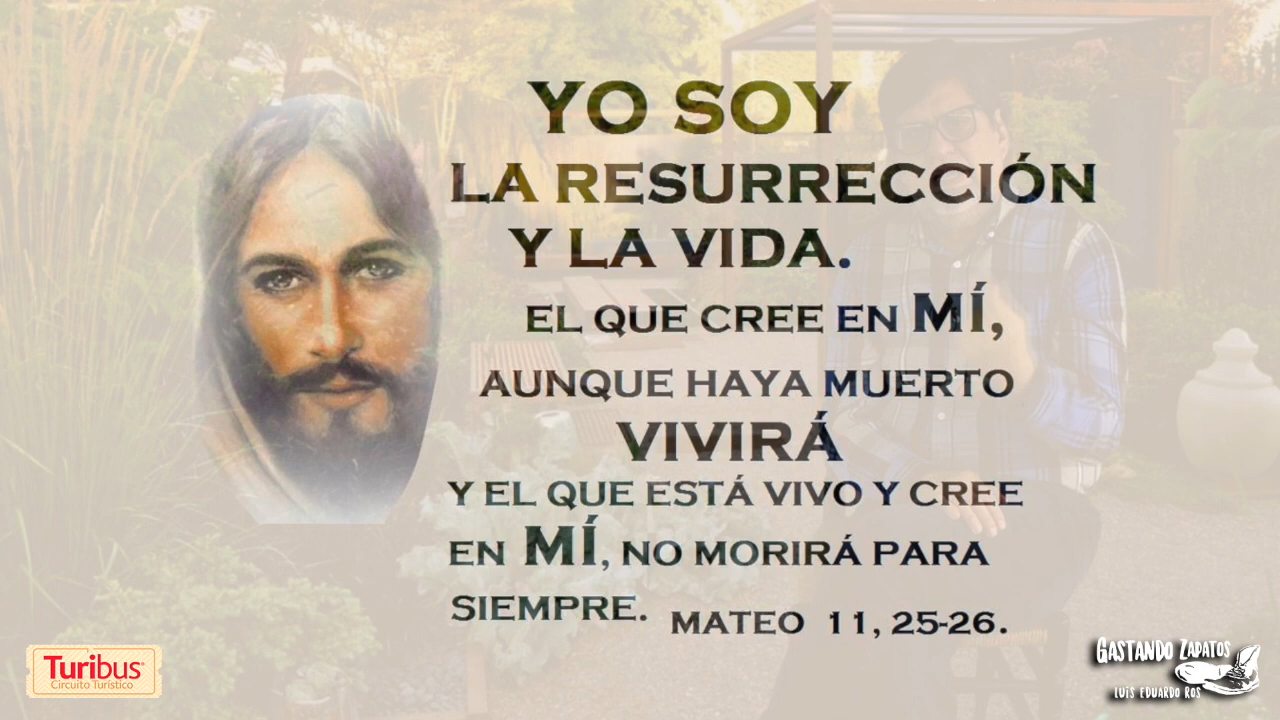 YO SOY
LA RESURRECCIÓN
Y LA VIDA.
EL QUE CREE EN MÍ,
AUNQUE HAYA MUERTO
VIVIRÁ
Y EL QUE ESTÁ VIVO Y CREE
EN MÍ, NO MORIRÁ PARA
SIEMPRE. MATEO 11, 25-26.
Turibus
Circuito Turístico
GASTANDO ZAPATOS
LUIS EDUARDO ROS